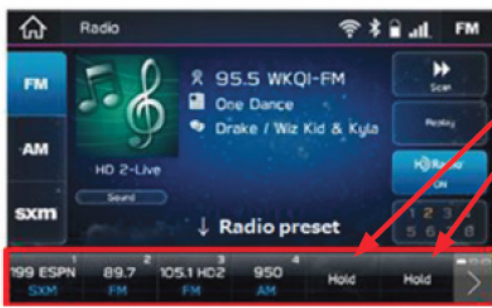 Radio FM
FM
95.5 WKQI-FM
Scan
One Dance
Replay
AM
Drake / Wiz Kid & Kyla
HD 2-Live
HD Radio
ON
Sound
sxm
↓ Radio preset
1 2 3 4
5 6 8
1 2 3 4
199 ESPN 89.7 105.1 HD2 950 Hold Hold
SXM FM FM AM